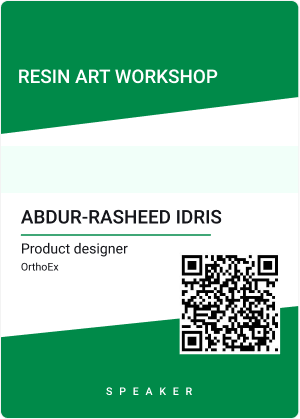 RESIN ART WORKSHOP
ABDUR-RASHEED IDRIS
Product designer
OrthoEx
SPEAKER